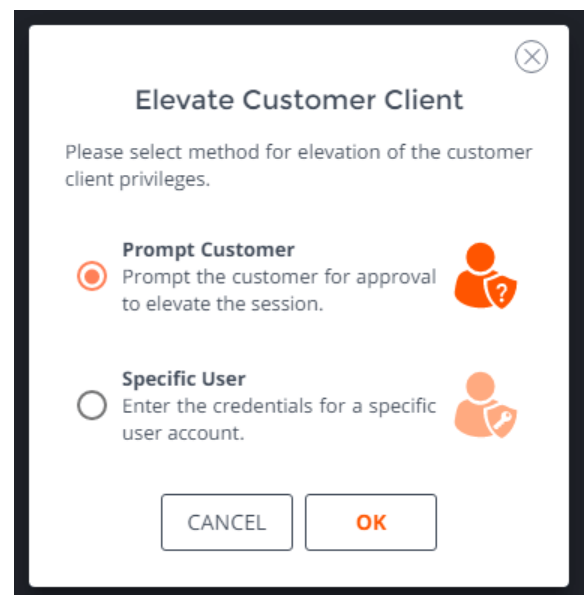 Elevate Customer Client
Please select method for elevation of the customer
client privileges.
Prompt Customer
Prompt the customer for approval
to elevate the session.
?
Specific User
Enter the credentials for a specific
user account.
CANCEL
OK